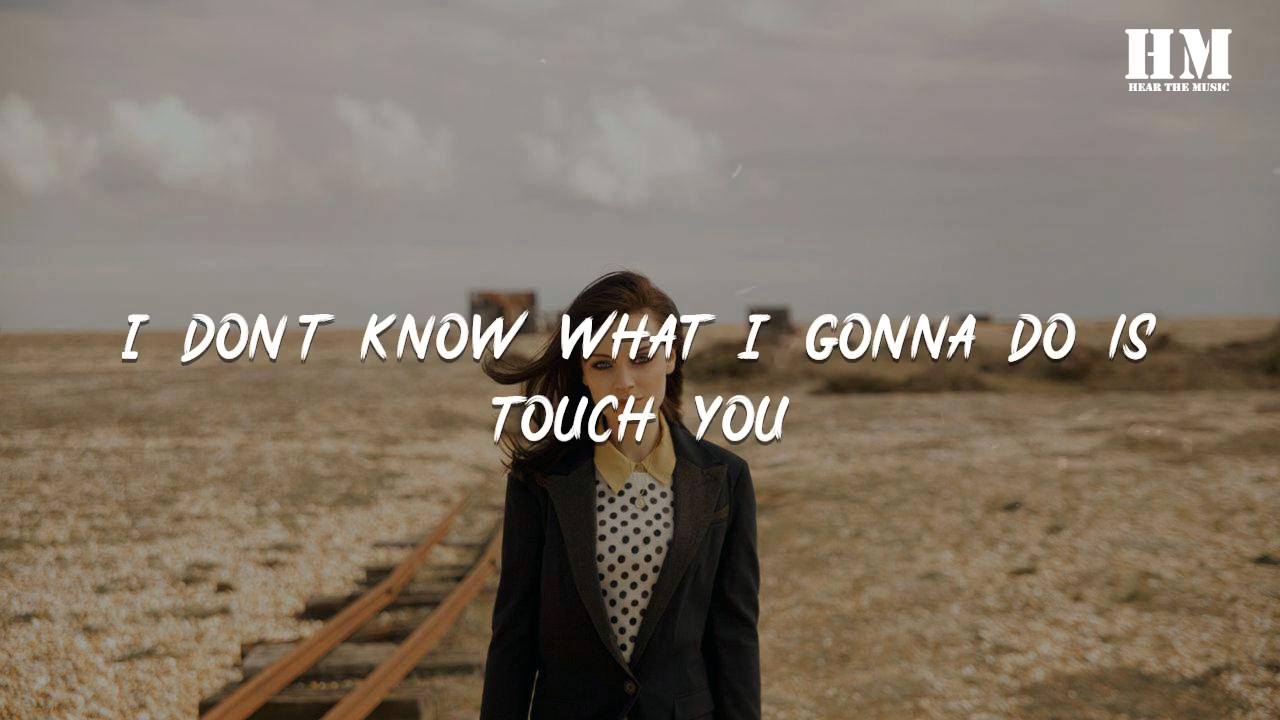 HM
HEAR THE MUSIC
I DON'T KNOW WHAT I GONNA DO IS
TOUCH YOU